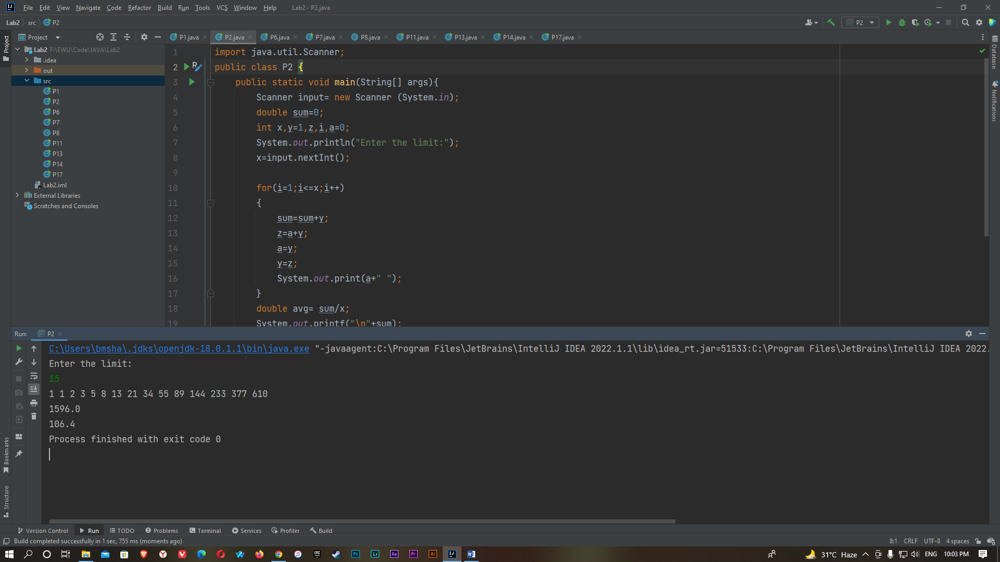 File Edit View Navigate Code Refactor Build Run Tools VCS Window Help Lab2 - P2.java
Lab2 src P2
P2
Project
P1.java P2.java P6.java P7.java P8.java P11.java P13.java P14.java P17.java
Project
Lab2 F:\EWU\Code\JAVA\Lab2
.idea
out
src
P1
P2
P6
P7
P8
P11
P13
P14
P17
Lab2.iml
External Libraries
Scratches and Consoles
1 import java.util.Scanner;
2 public class P2 {
3 public static void main(String[] args){
4 Scanner input= new Scanner (System.in);
5 double sum=0;
6 int x,y=1,z,i,a=0;
7 System.out.println("Enter the limit:");
8 x=input.nextInt();
9
10 for(i=1;i<=x;i++)
11 {
12 sum=sum+y;
13 z=a+y;
14 a=y;
15 y=z;
16 System.out.print(a+" ");
17 }
18 double avg= sum/x;
19 System.out.printf("\n"+sum);
Database
Notifications
Run: P2
C:\Users\bmsha\.jdks\openjdk-18.0.1.1\bin\java.exe "-javaagent:C:\Program Files\JetBrains\IntelliJ IDEA 2022.1.1\lib\idea_rt.jar=51533:C:\Program Files\JetBrains\IntelliJ IDEA 2022.
Enter the limit:
15
1 1 2 3 5 8 13 21 34 55 89 144 233 377 610
1596.0
106.4
Process finished with exit code 0
Bookmarks
Structure
Version Control Run TODO Problems Terminal Services Profiler Build
Build completed successfully in 1 sec, 755 ms (moments ago) 8:1 CRLF UTF-8 4 spaces
Ps Lr Ae Pr Ai 31°C Haze ENG 10:03 PM